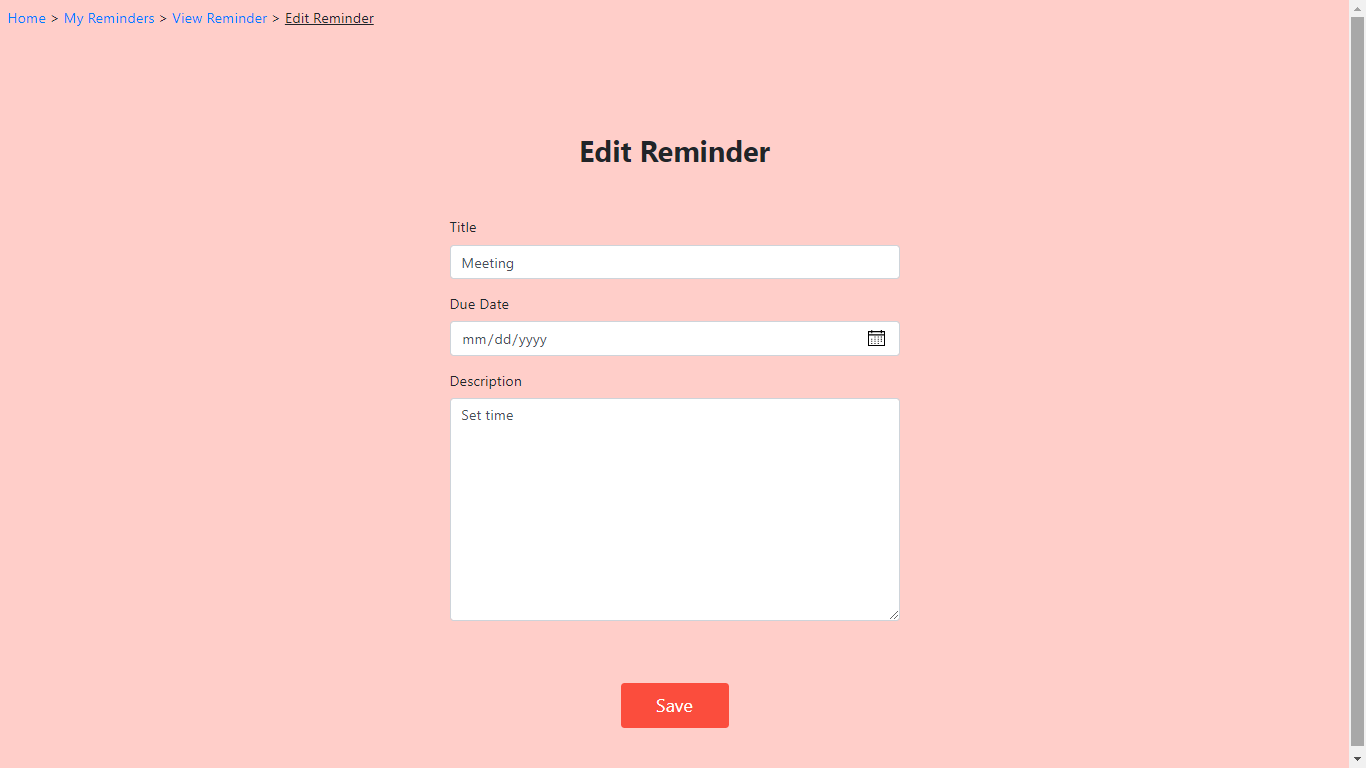 Home > My Reminders > View Reminder > Edit Reminder
Edit Reminder
Title
Meeting
Due Date
mm/dd/yyyy
Description
Set time
Save